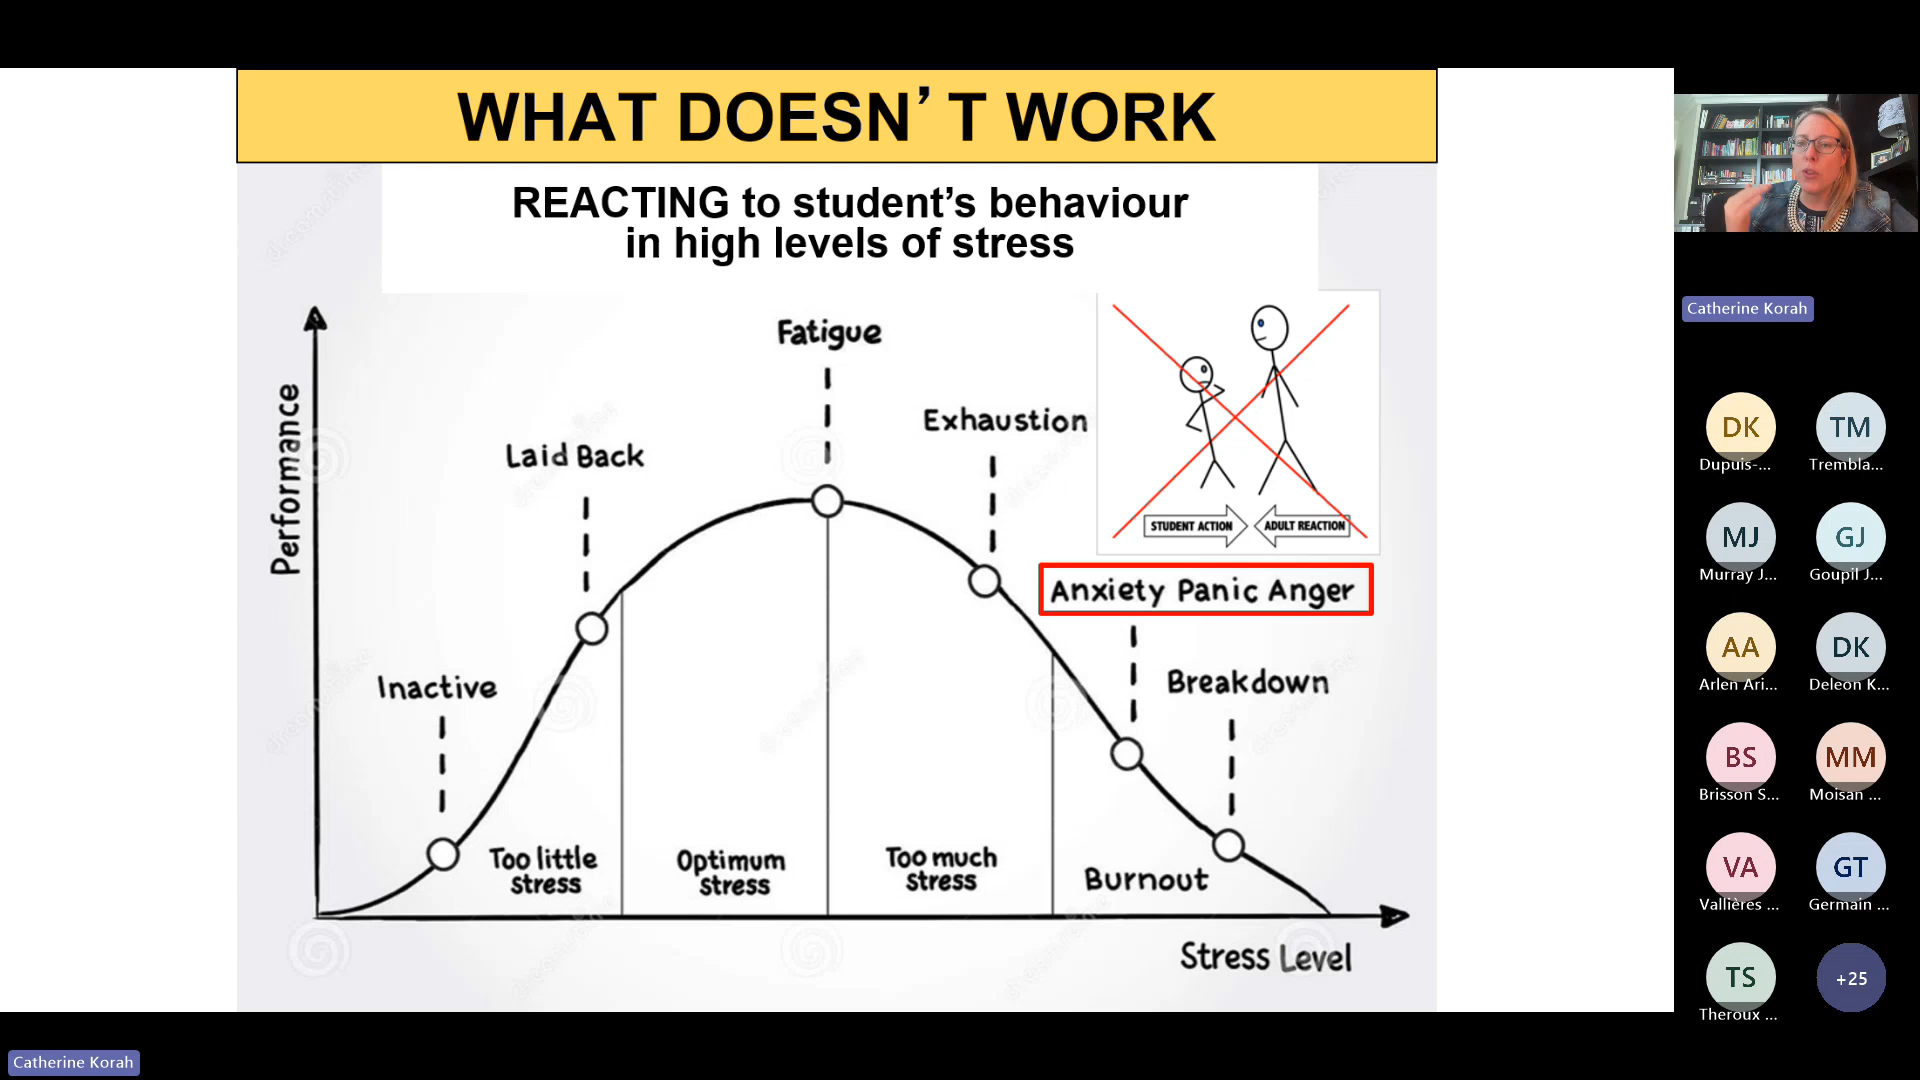 WHAT DOESN’T WORK
REACTING to student’s behaviour
in high levels of stress
Performance
Fatigue
Exhaustion
Laid Back
Inactive
STUDENT ACTION
ADULT REACTION
Anxiety Panic Anger
Breakdown
Too little
stress
Optimum
stress
Too much
stress
Burnout
Stress Level
Catherine Korah
DK
Dupuis-...
TM
Trembla...
MJ
Murray J...
GJ
Goupil J...
AA
Arlen Ari...
DK
Deleon K...
BS
Brisson S...
MM
Moisan ...
VA
Vallières ...
GT
Germain ...
TS
Theroux ...
+25
Catherine Korah